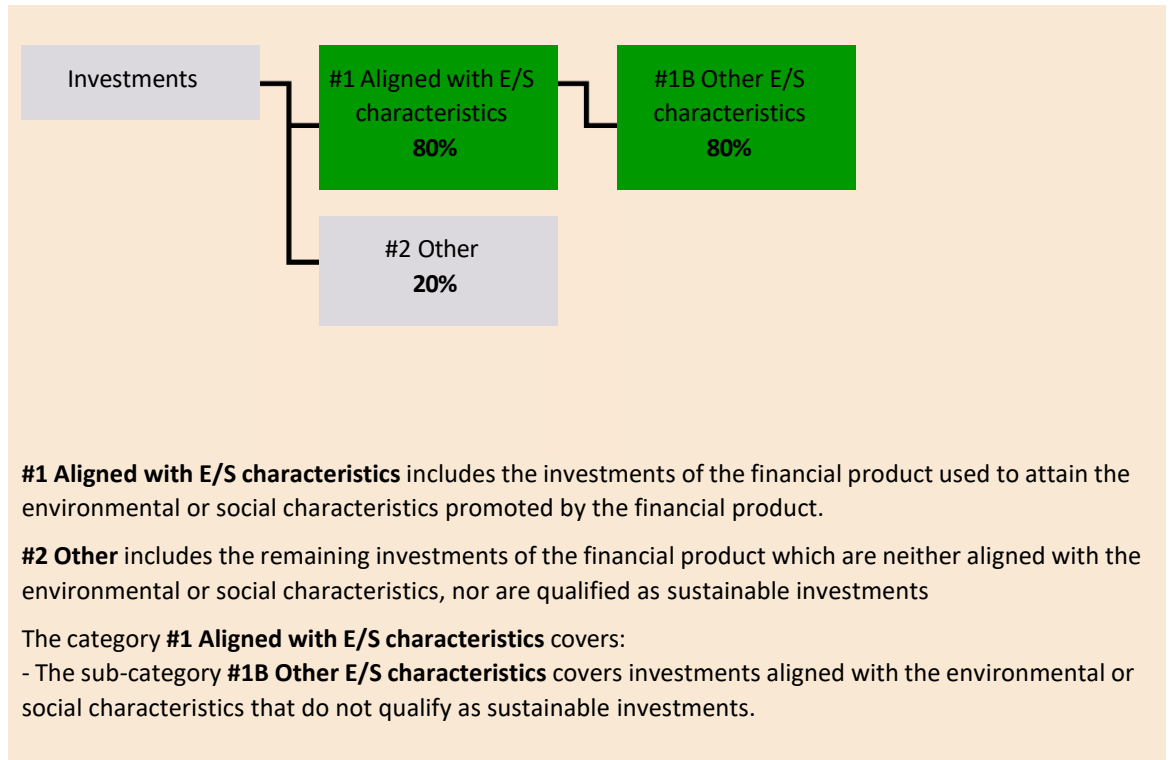 Investments
#1 Aligned with E/S
characteristics
80%
#1B Other E/S
characteristics
80%
#2 Other
20%
#1 Aligned with E/S characteristics includes the investments of the financial product used to attain the
environmental or social characteristics promoted by the financial product.
#2 Other includes the remaining investments of the financial product which are neither aligned with the
environmental or social characteristics, nor are qualified as sustainable investments
The category #1 Aligned with E/S characteristics covers:
- The sub-category #1B Other E/S characteristics covers investments aligned with the environmental or
social characteristics that do not qualify as sustainable investments.